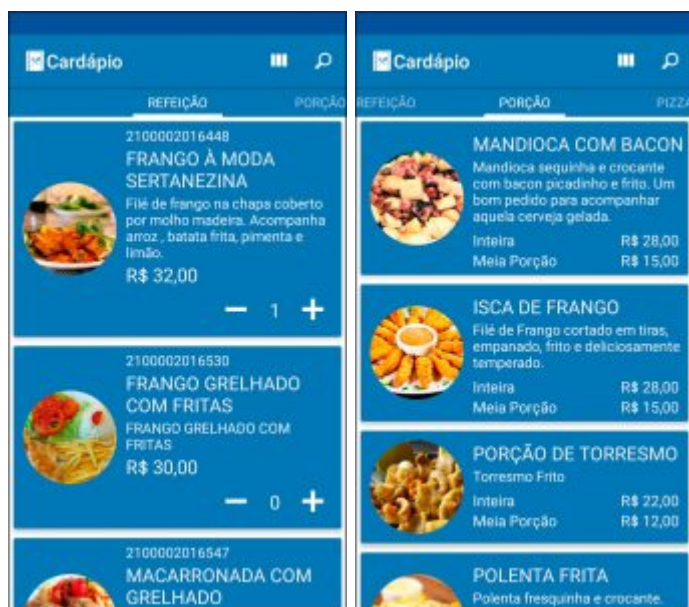 Cardápio
REFEIÇÃO PORÇÃO
2100002016448
FRANGO À MODA
SERTANEZINA
Filé de frango na chapa coberto
por molho madeira. Acompanha
arroz , batata frita, pimenta e
limão.
R$ 32,00
1
2100002016530
FRANGO GRELHADO
COM FRITAS
FRANGO GRELHADO COM
FRITAS
R$ 30,00
0
2100002016547
MACARRONADA COM
GRELHADO
Cardápio
REFEIÇÃO PORÇÃO PIZZA
MANDIOCA COM BACON
Mandioca sequinha e crocante
com bacon picadinho e frito. Um
bom pedido para acompanhar
aquela cerveja gelada.
Inteira R$ 28,00
Meia Porção R$ 15,00
ISCA DE FRANGO
Filé de Frango cortado em tiras,
empanado, frito e deliciosamente
temperado.
Inteira R$ 28,00
Meia Porção R$ 15,00
PORÇÃO DE TORRESMO
Torresmo Frito
Inteira R$ 22,00
Meia Porção R$ 12,00
POLENTA FRITA
Polenta fresquinha e crocante.